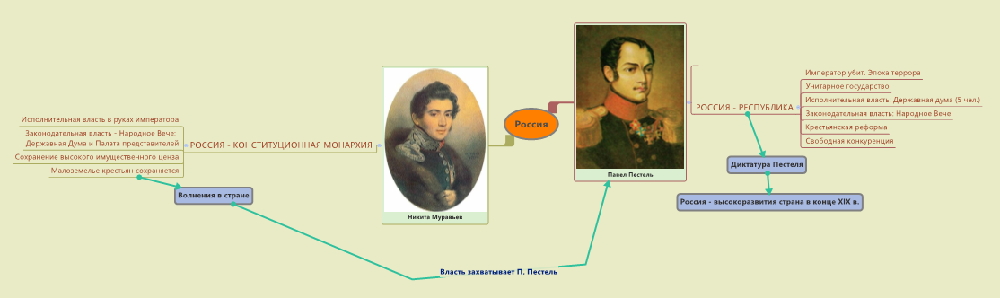 Россия
Никита Муравьев
РОССИЯ - КОНСТИТУЦИОННАЯ МОНАРХИЯ
Исполнительная власть в руках императора
Законодательная власть - Народное Вече:
Державная Дума и Палата представителей
Сохранение высокого имущественного ценза
Малоземелье крестьян сохраняется
Волнения в стране
Власть захватывает П. Пестель
Павел Пестель
РОССИЯ - РЕСПУБЛИКА
Император убит. Эпоха террора
Унитарное государство
Исполнительная власть: Державная дума (5 чел.)
Законодательная власть: Народное Вече
Крестьянская реформа
Свободная конкуренция
Диктатура Пестеля
Россия - высокоразвития страна в конце XIX в.